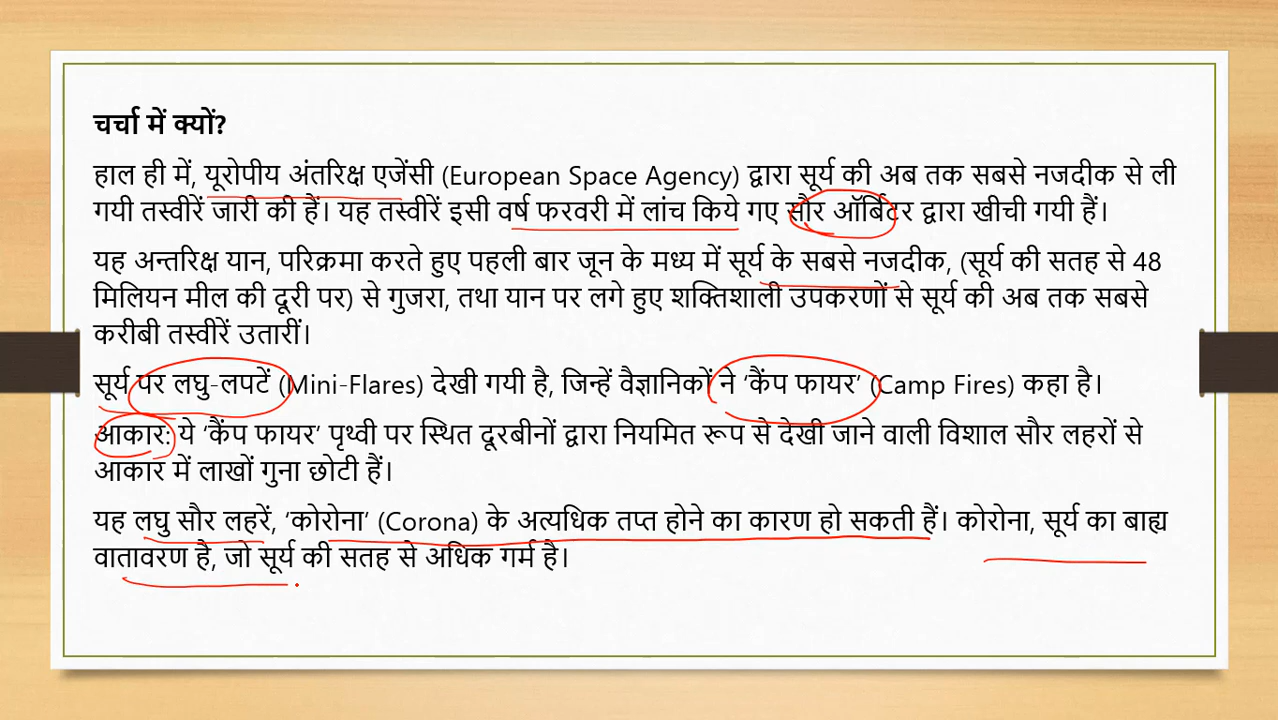 चर्चा में क्यों?
हाल ही में, यूरोपीय अंतरिक्ष एजेंसी (European Space Agency) द्वारा सूर्य की अब तक सबसे नजदीक से ली
गयी तस्वीरें जारी की हैं। यह तस्वीरें इसी वर्ष फरवरी में लांच किये गए सौर ऑर्बिटर द्वारा खीची गयी हैं।
यह अन्तरिक्ष यान, परिक्रमा करते हुए पहली बार जून के मध्य में सूर्य के सबसे नजदीक, (सूर्य की सतह से 48
मिलियन मील की दूरी पर) से गुजरा, तथा यान पर लगे हुए शक्तिशाली उपकरणों से सूर्य की अब तक सबसे
करीबी तस्वीरें उतारीं।
सूर्य पर लघु-लपटें (Mini-Flares) देखी गयी है, जिन्हें वैज्ञानिकों ने ‘कैंप फायर’ (Camp Fires) कहा है।
आकार: ये ‘कैंप फायर’ पृथ्वी पर स्थित दूरबीनों द्वारा नियमित रूप से देखी जाने वाली विशाल सौर लहरों से
आकार में लाखों गुना छोटी हैं।
यह लघु सौर लहरें, ‘कोरोना’ (Corona) के अत्यधिक तप्त होने का कारण हो सकती हैं। कोरोना, सूर्य का बाह्य
वातावरण है, जो सूर्य की सतह से अधिक गर्म है।